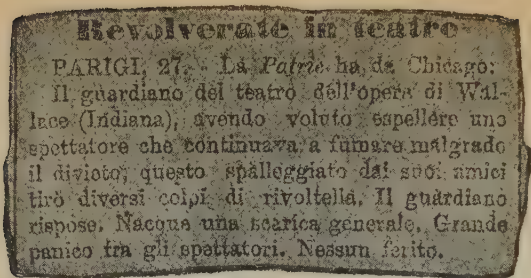 Revolverate in teatro
PARIGI, 27. - La Patrie ha da Chicago:
Il guardiano del teatro dell'opera di Wal-
lace (Indiana), avendo voluto espellere uno
spettatore che continuava a fumare malgrado
il divieto, questo spalleggiato dai suoi amici
tirò diversi colpi di rivoltella. Il guardiano
rispose. Nacque una scarica generale. Grande
panico fra gli spettatori. Nessun ferito.